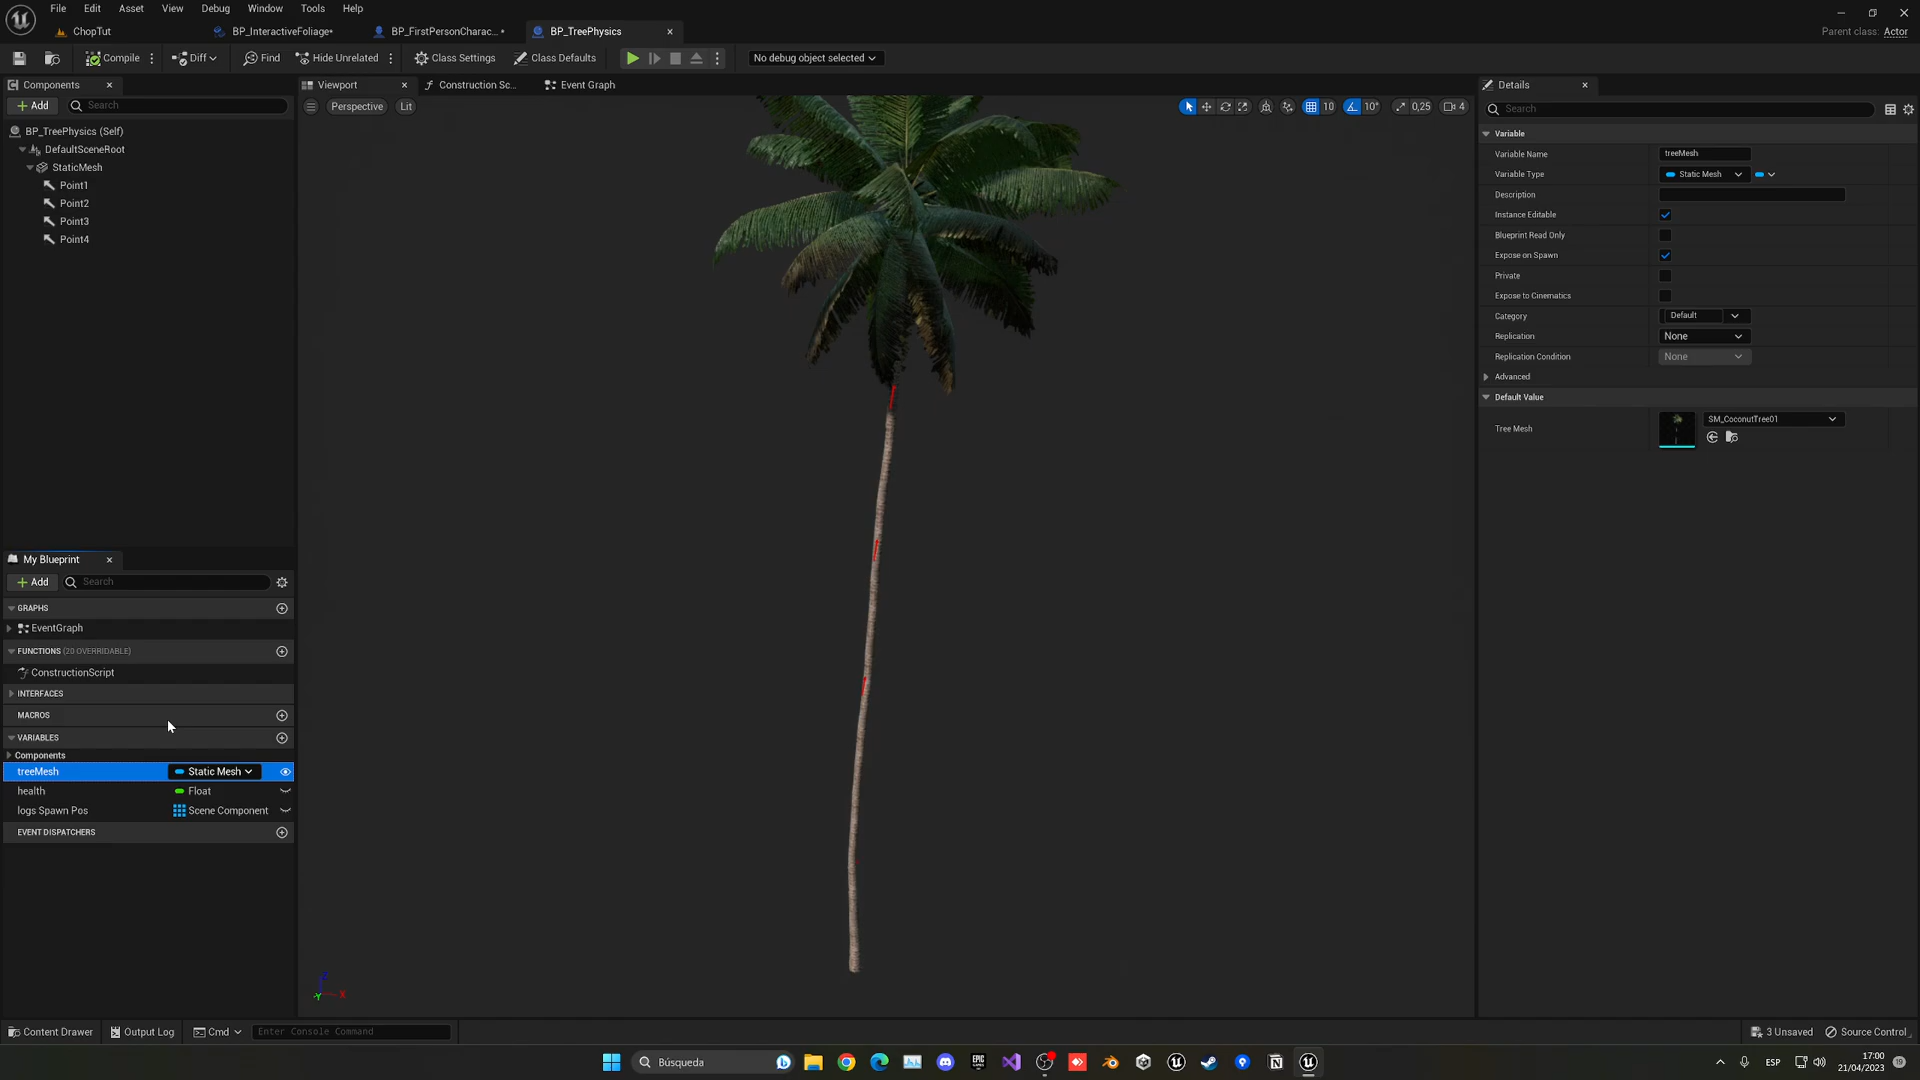 File Edit Asset View Debug Window Tools Help
ChopTut BP_InteractiveFoliage* BP_FirstPersonCharac...* BP_TreePhysics
Parent class: Actor
Compile Diff Find Hide Unrelated Class Settings Class Defaults No debug object selected
Components Viewport Construction Sc... Event Graph Details
Add Search Perspective Lit 10 10° 0,25 4 Search
BP_TreePhysics (Self)
DefaultSceneRoot
StaticMesh
Point1
Point2
Point3
Point4
Variable
Variable Name treeMesh
Variable Type Static Mesh
Description
Instance Editable
Blueprint Read Only
Expose on Spawn
Private
Expose to Cinematics
Category Default
Replication None
Replication Condition None
Advanced
Default Value
Tree Mesh SM_CoconutTree01
My Blueprint
Add Search
GRAPHS
EventGraph
FUNCTIONS (20 OVERRIDABLE)
ConstructionScript
INTERFACES
MACROS
VARIABLES
Components
treeMesh Static Mesh
health Float
logs Spawn Pos Scene Component
EVENT DISPATCHERS
Z
Y X
Content Drawer Output Log Cmd Enter Console Command 3 Unsaved Source Control
Búsqueda EPIC GAMES ESP 17:00
21/04/2023 19